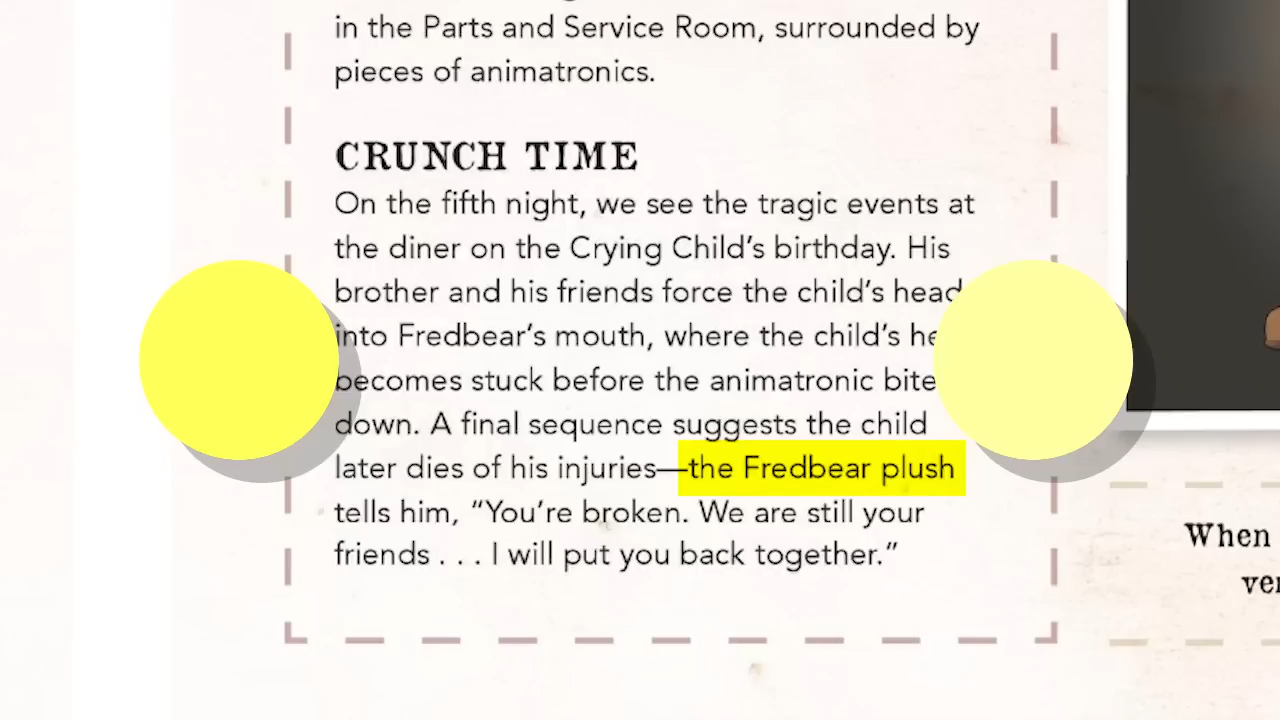 in the Parts and Service Room, surrounded by
pieces of animatronics.
CRUNCH TIME
On the fifth night, we see the tragic events at
the diner on the Crying Child’s birthday. His
brother and his friends force the child’s head
into Fredbear’s mouth, where the child’s he
becomes stuck before the animatronic bite
down. A final sequence suggests the child
later dies of his injuries—the Fredbear plush
tells him, “You’re broken. We are still your
friends . . . I will put you back together.”
When
ver